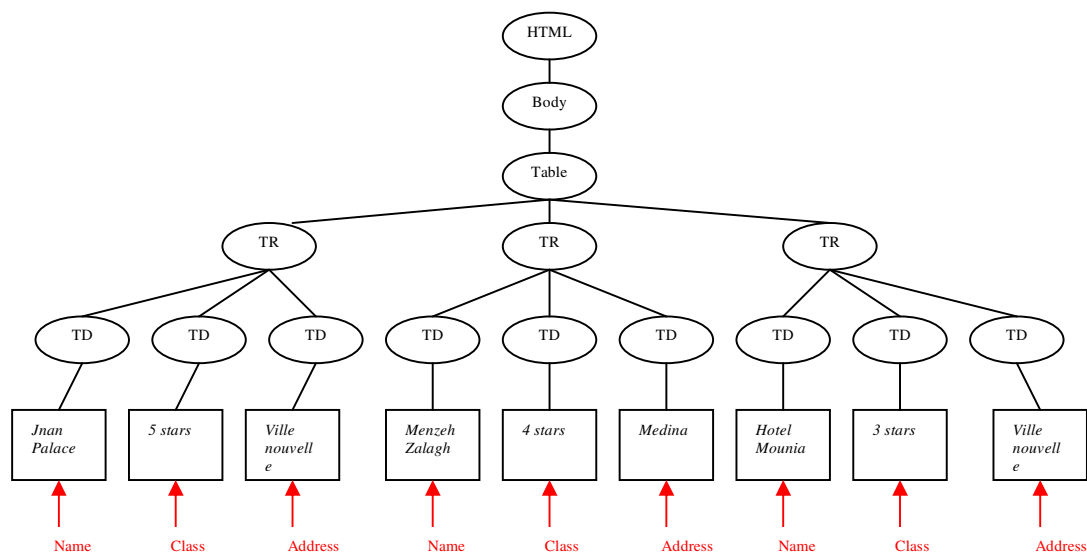 HTML
Body
Table
TR TR TR
TD TD TD TD TD TD TD TD TD
Jnan
Palace
5 stars
Ville
nouvell
e
Menzeh
Zalagh
4 stars
Medina
Hotel
Mounia
3 stars
Ville
nouvell
e
Name Class Address Name Class Address Name Class Address